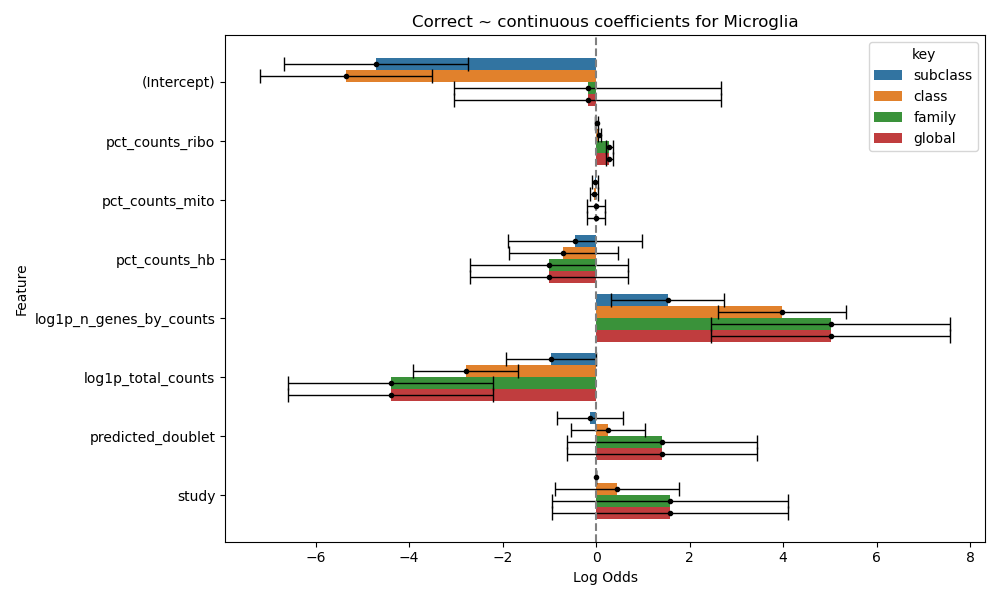 Correct ~ continuous coefficients for Microglia
key
subclass
class
family
global
Feature
(Intercept)
pct_counts_ribo
pct_counts_mito
pct_counts_hb
log1p_n_genes_by_counts
log1p_total_counts
predicted_doublet
study
−6 −4 −2 0 2 4 6 8
Log Odds